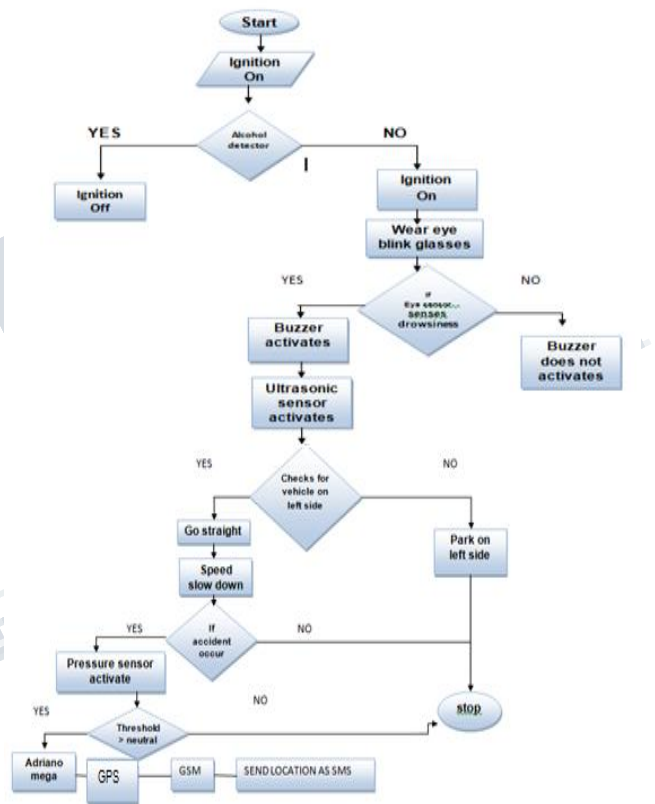 Start
Ignition
On
YES
Alcohol
detector
NO
Ignition
Off
Ignition
On
Wear eye
blink glasses
YES
If
Eye sensor...
senses
drowsiness
NO
Buzzer
activates
Buzzer
does not
activates
Ultrasonic
sensor
activates
YES
Checks for
vehicle on
left side
NO
Go straight
Park on
left side
Speed
slow down
YES
If
accident
occur
NO
Pressure sensor
activate
YES
Threshold
> neutral
NO
stop
Adriano
mega
GPS
GSM
SEND LOCATION AS SMS